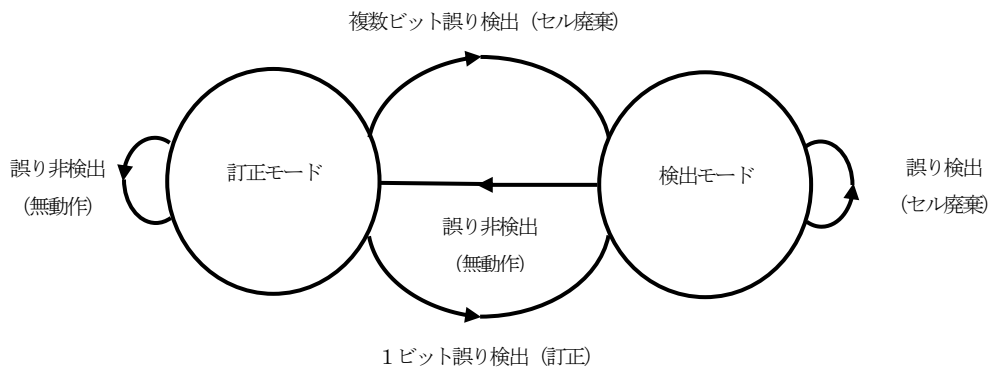 複数ビット誤り検出（セル廃棄）
誤り非検出
（無動作）
訂正モード
検出モード
誤り検出
（セル廃棄）
誤り非検出
（無動作）
１ビット誤り検出（訂正）